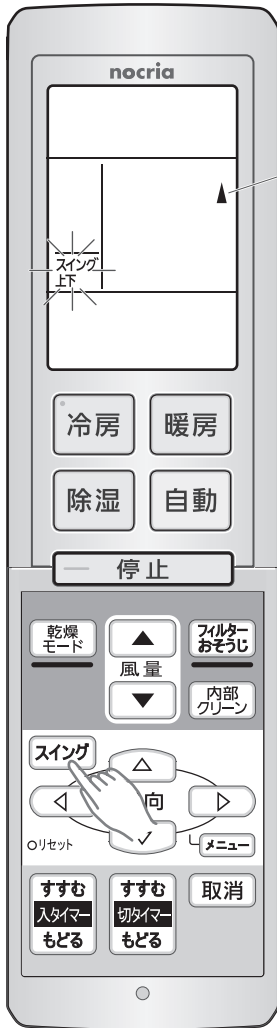 nocria
スイング
上下
冷房
暖房
除湿
自動
停止
乾燥
モード
風量
フィルター
おそうじ
内部
クリーン
スイング
向
リセット
メニュー
すすむ
入タイマー
もどる
すすむ
切タイマー
もどる
取消